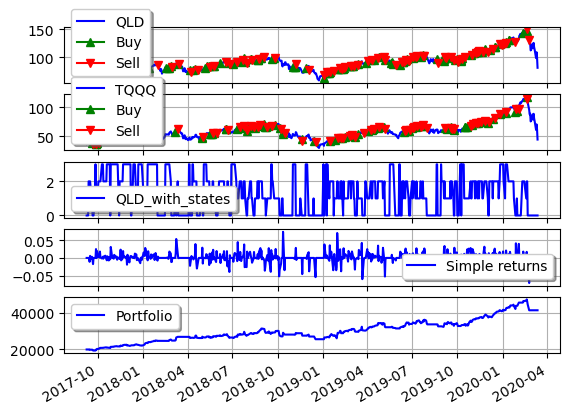 150
100
QLD
Buy
Sell
100
50
TQQQ
Buy
Sell
2
0
QLD_with_states
0.05
0.00
−0.05
Simple returns
40000
20000
Portfolio
2017-10 2018-01 2018-04 2018-07 2018-10 2019-01 2019-04 2019-07 2019-10 2020-01 2020-04